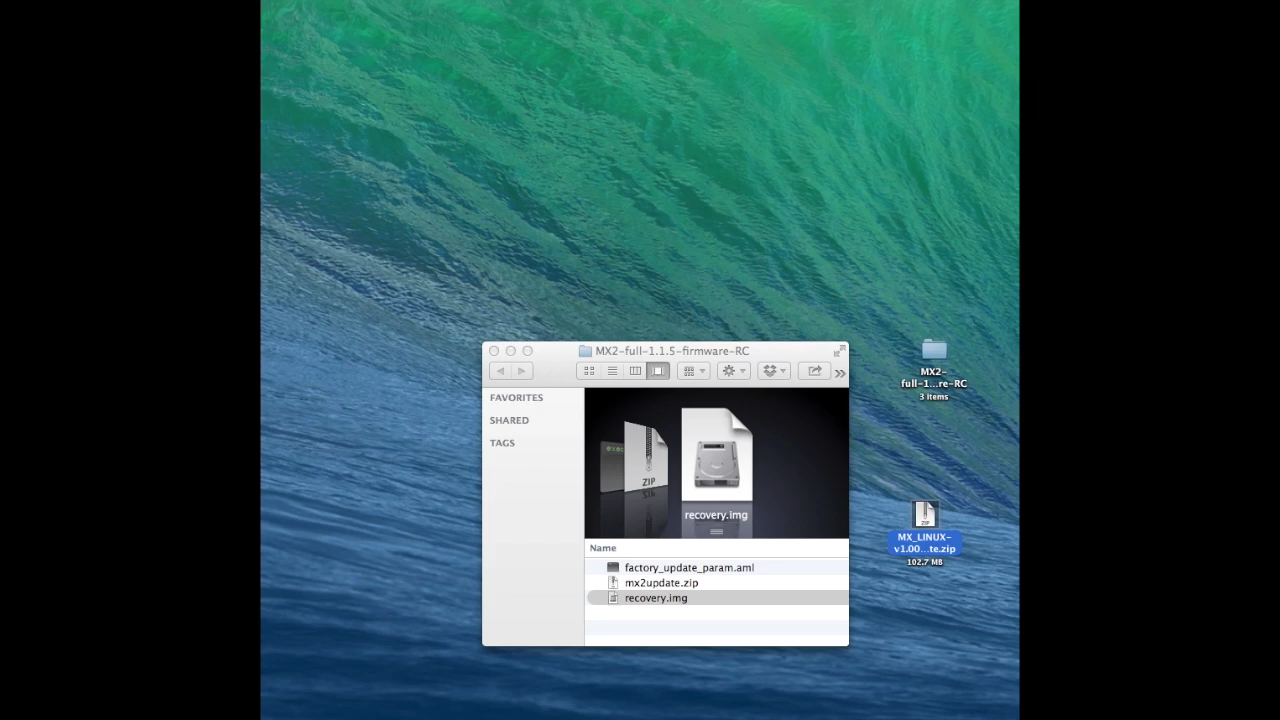 MX2-full-1.1.5-firmware-RC
FAVORITES
SHARED
TAGS
ZIP
recovery.img
Name
factory_update_param.aml
mx2update.zip
recovery.img
MX2-
full-1...re-RC
3 items
ZIP
MX_LINUX-
v1.00...te.zip
102.7 MB